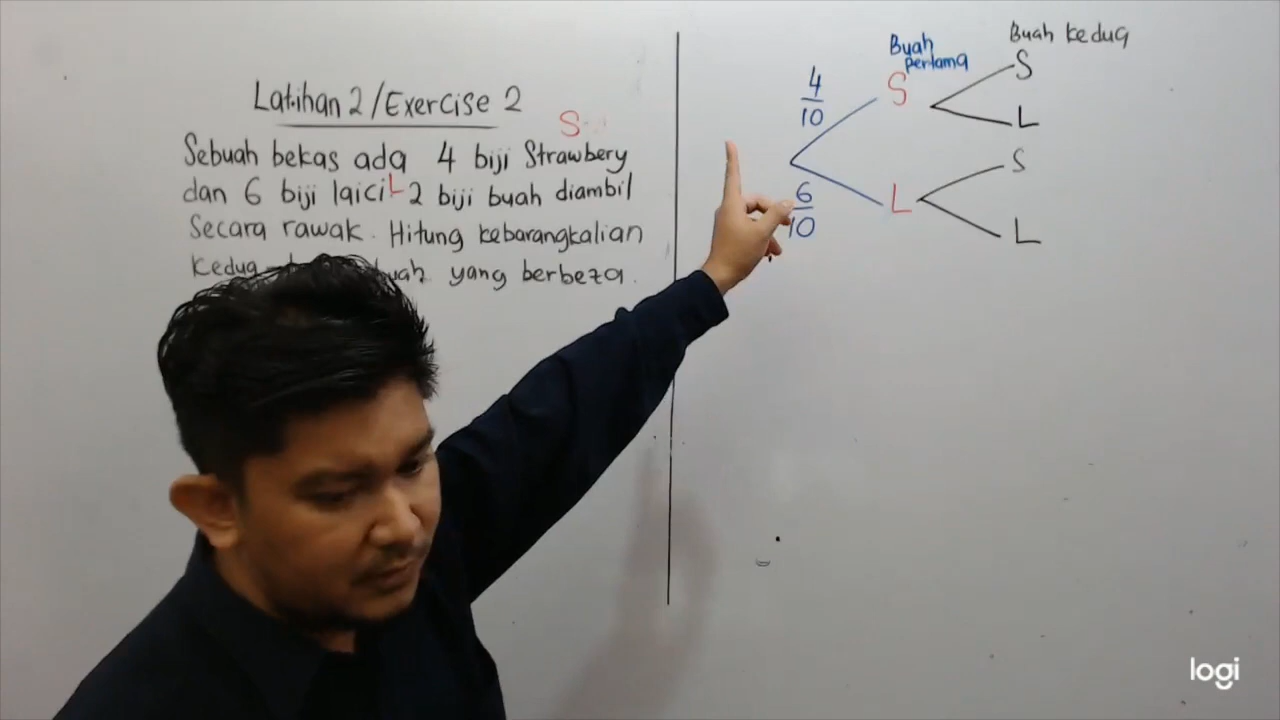 Latihan 2/Exercise 2
S
Sebuah bekas ada 4 biji Strawbery
dan 6 biji laici L 2 biji buah diambil
Secara rawak. Hitung kebarangkalian
Kedua buah yang berbeza.
Buah pertama
Buah kedua
4/10
S
S
L
6/10
L
S
L
logi